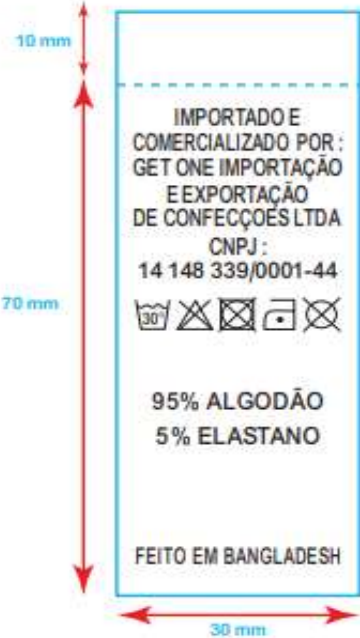 10 mm
IMPORTADO E
COMERCIALIZADO POR :
GET ONE IMPORTAÇÃO
E EXPORTAÇÃO
DE CONFECÇOES LTDA
CNPJ :
14 148 339/0001-44
70 mm
30°
95% ALGODÃO
5% ELASTANO
FEITO EM BANGLADESH
30 mm